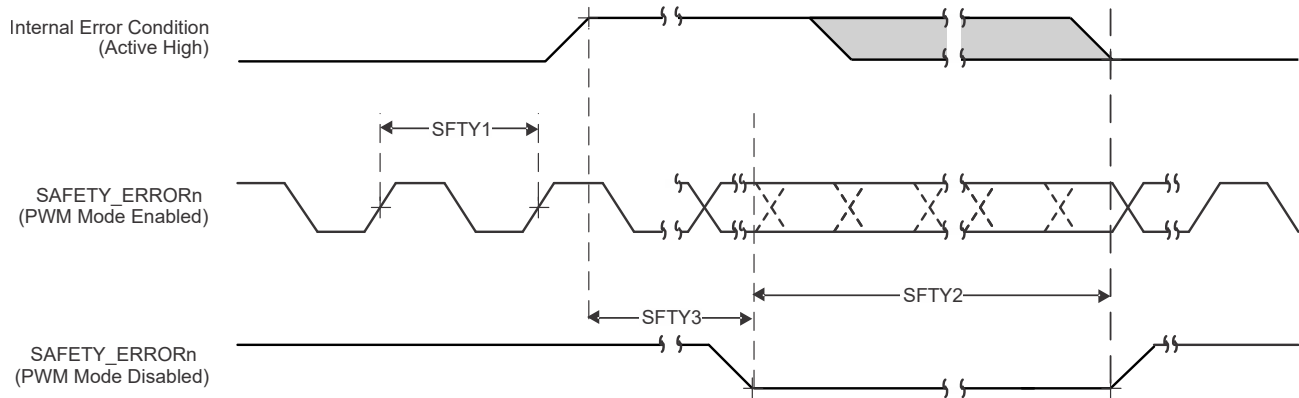 Internal Error Condition
(Active High)
SFTY1
SAFETY_ERRORn
(PWM Mode Enabled)
SFTY2
SFTY3
SAFETY_ERRORn
(PWM Mode Disabled)